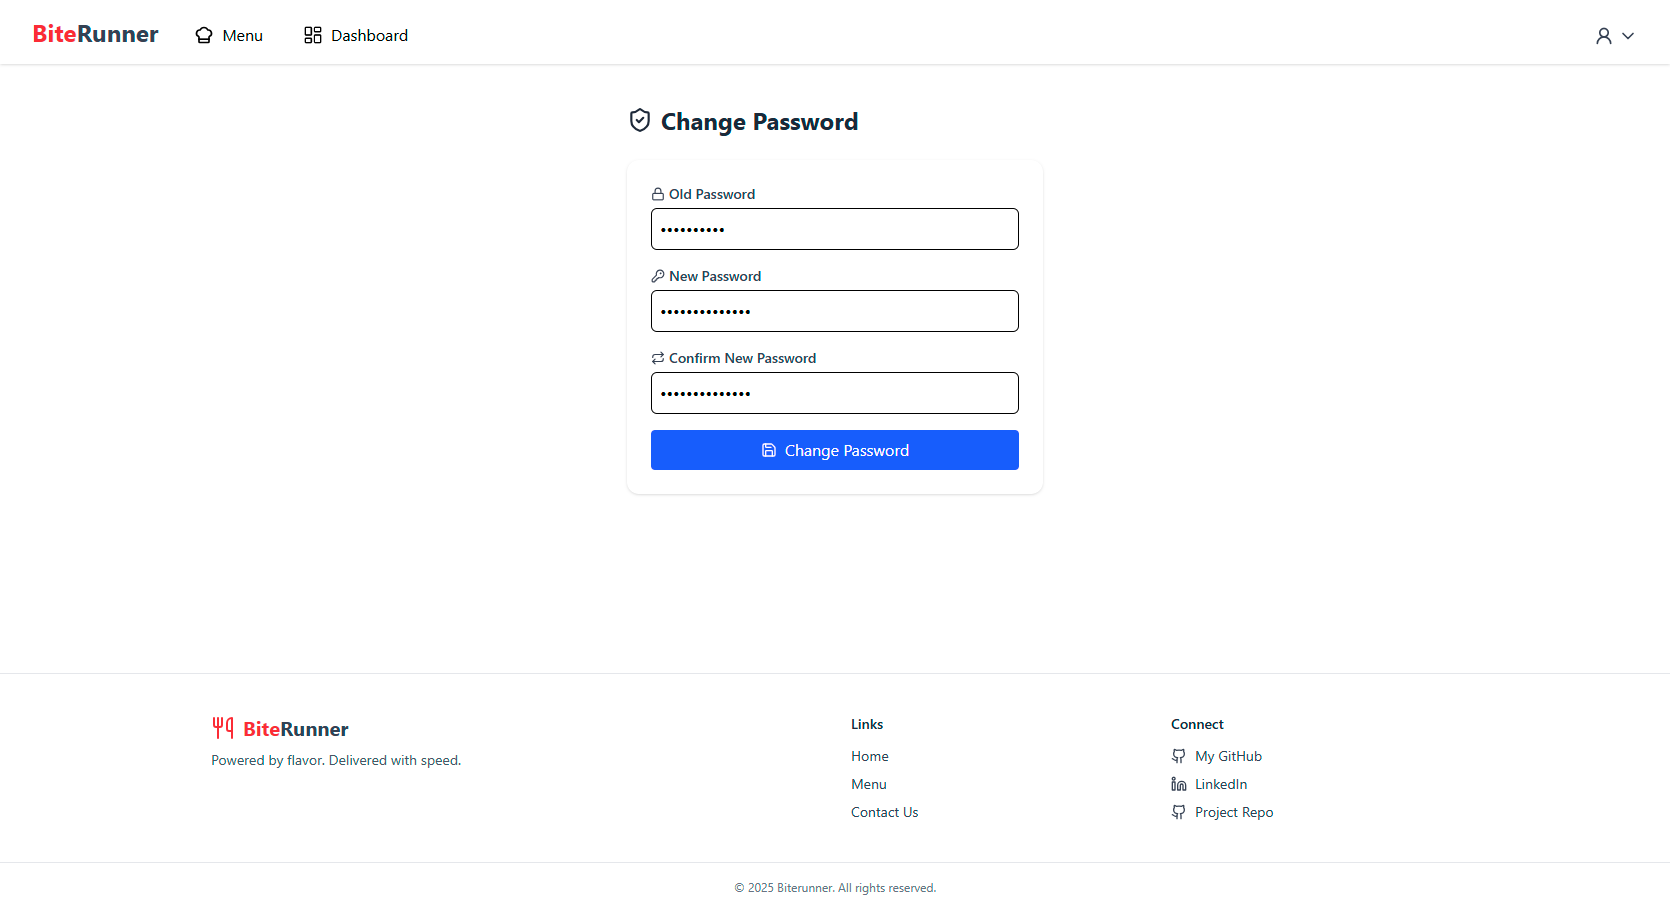 BiteRunner
Menu
Dashboard
Change Password
Old Password
••••••••••
New Password
••••••••••••••
Confirm New Password
••••••••••••••
Change Password
BiteRunner
Powered by flavor. Delivered with speed.
Links
Home
Menu
Contact Us
Connect
My GitHub
LinkedIn
Project Repo
© 2025 Biterunner. All rights reserved.